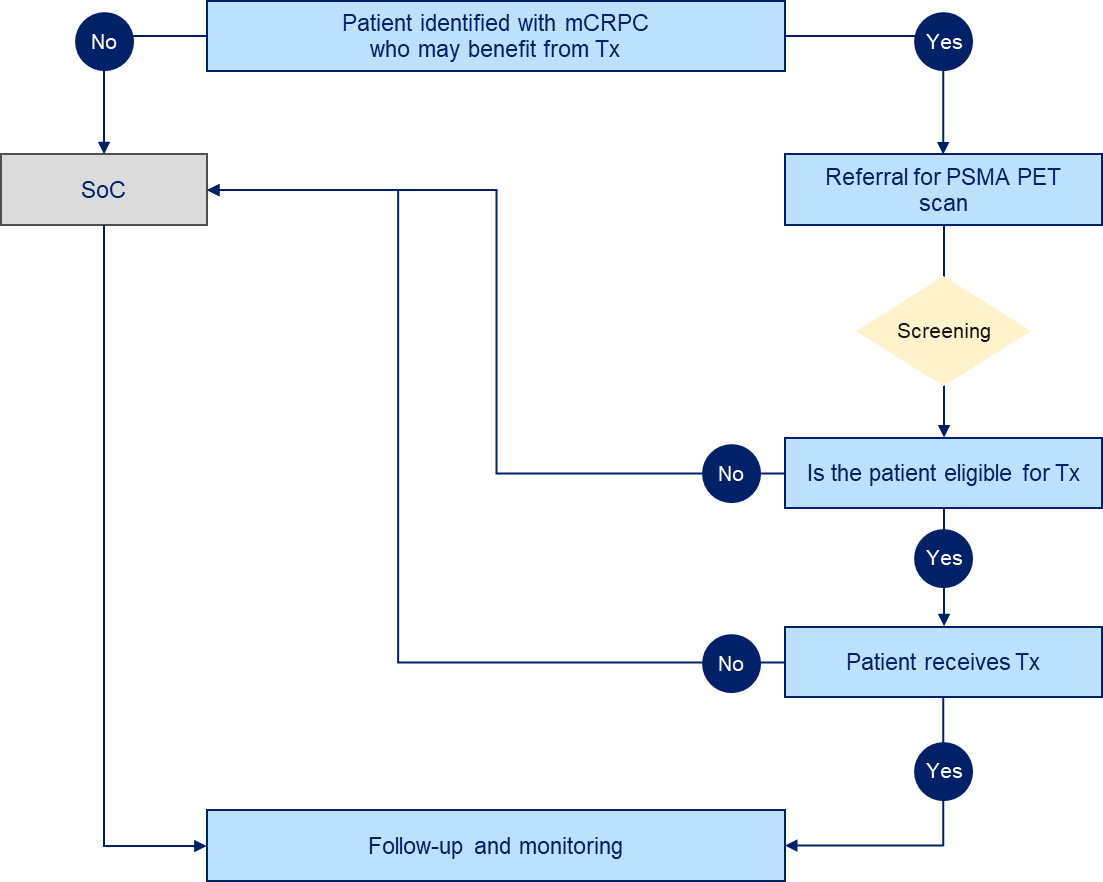 Patient identified with mCRPC
who may benefit from Tx
No
Yes
SoC
Referral for PSMA PET
scan
Screening
No
Is the patient eligible for Tx
Yes
No
Patient receives Tx
Yes
Follow-up and monitoring